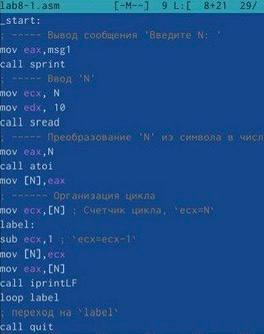 lab8-1.asm [-M--] 9 L:[ 8+21 29/
_start:
; ----- Вывод сообщения 'Введите N: '
mov eax,msg1
call sprint
; ----- Ввод 'N'
mov ecx, N
mov edx, 10
call sread
; ----- Преобразование 'N' из символа в числ
mov eax,N
call atoi
mov [N],eax
; ------ Организация цикла
mov ecx,[N] ; Счетчик цикла, `ecx=N`
label:
sub ecx,1 ; `ecx=ecx-1`
mov [N],ecx
mov eax,[N]
call iprintLF
loop label
; переход на `label`
call quit